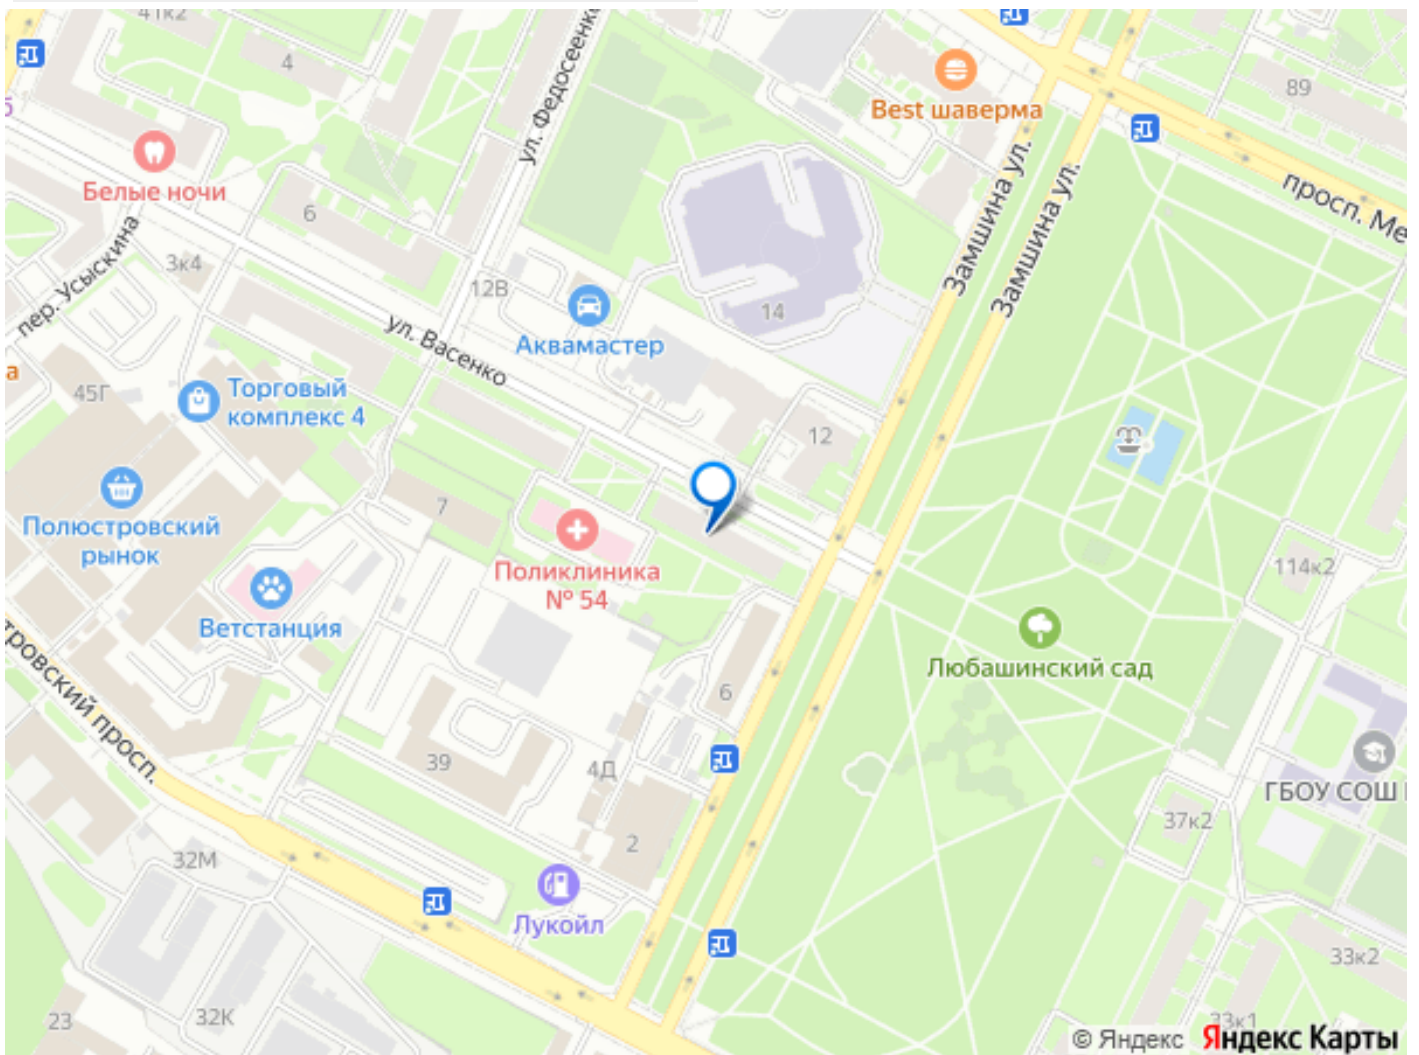 41к2
4
ул. Федосеенко
Best шаверма
89
Белые ночи
6
Замшина ул.
Замшина ул.
просп. Ме
пер. Усыскина
3к4
12В
14
Аквамастер
ул. Васенко
а
45Г
Торговый
комплекс 4
12
7
Полюстровский
рынок
Поликлиника
№ 54
114к2
Ветстанция
Любашинский сад
тровский просп.
6
39
4Д
ГБОУ СОШ
37к2
2
32М
Лукойл
33к2
23
32К
33к1
© Яндекс Яндекс Карты